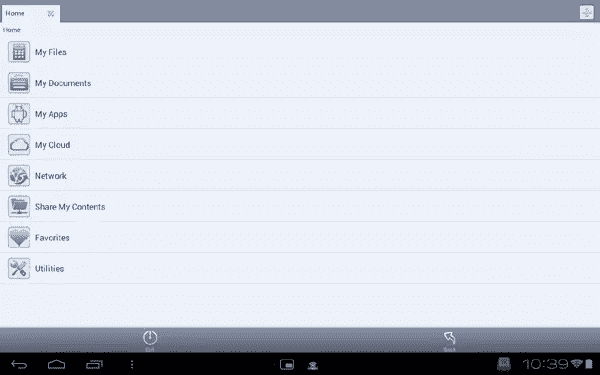 Home
Home
My Files
My Documents
My Apps
My Cloud
Network
Share My Contents
Favorites
Utilities
Exit
Back
10:39